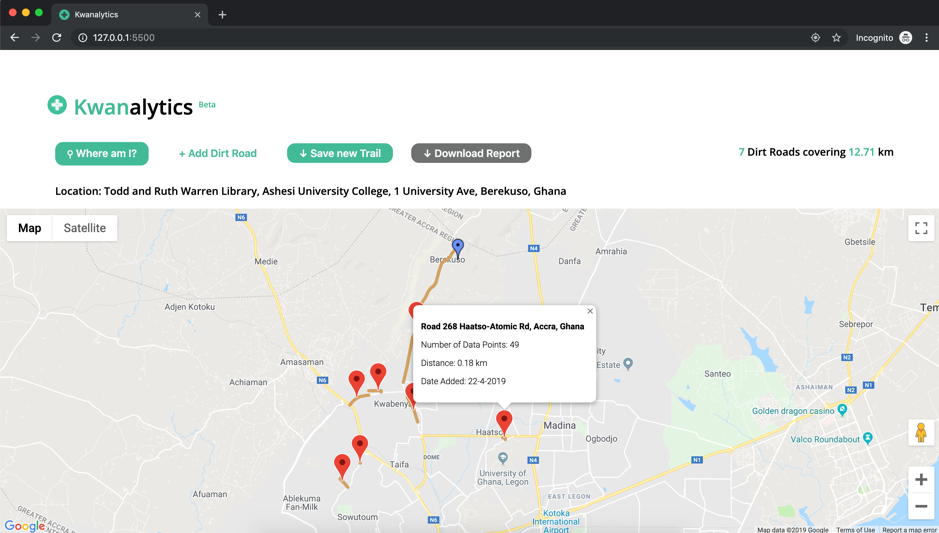 Kwanalytics
127.0.0.1:5500
Incognito
Kwanalytics Beta
Where am I?
+ Add Dirt Road
↓ Save new Trail
↓ Download Report
7 Dirt Roads covering 12.71 km
Location: Todd and Ruth Warren Library, Ashesi University College, 1 University Ave, Berekuso, Ghana
Map
Satellite
N6
GREATER ACCRA REGION
Berekuso
N4
Danfa
Amrahia
Gbetsile
Medie
Adjen Kotoku
Tem
Sebrepor
Road 268 Haatso-Atomic Rd, Accra, Ghana
Number of Data Points: 49
Distance: 0.18 km
Date Added: 22-4-2019
ity
Estate
Amasaman
Achiaman
N6
Kwabenya
N2
Santeo
ASHAIMAN
N2
N1
Golden dragon casino
Valco Roundabout
Haatso
Madina
Ogbodjo
DOME
Taifa
University of
Ghana, Legon
N4
N1
EAST LEGON
Afuaman
Ablekuma
Fan-Milk
Sowutoum
N6
Kotoka
International
Airport
GREATER ACCRA
Google
Map data ©2019 Google
Terms of Use
Report a map error